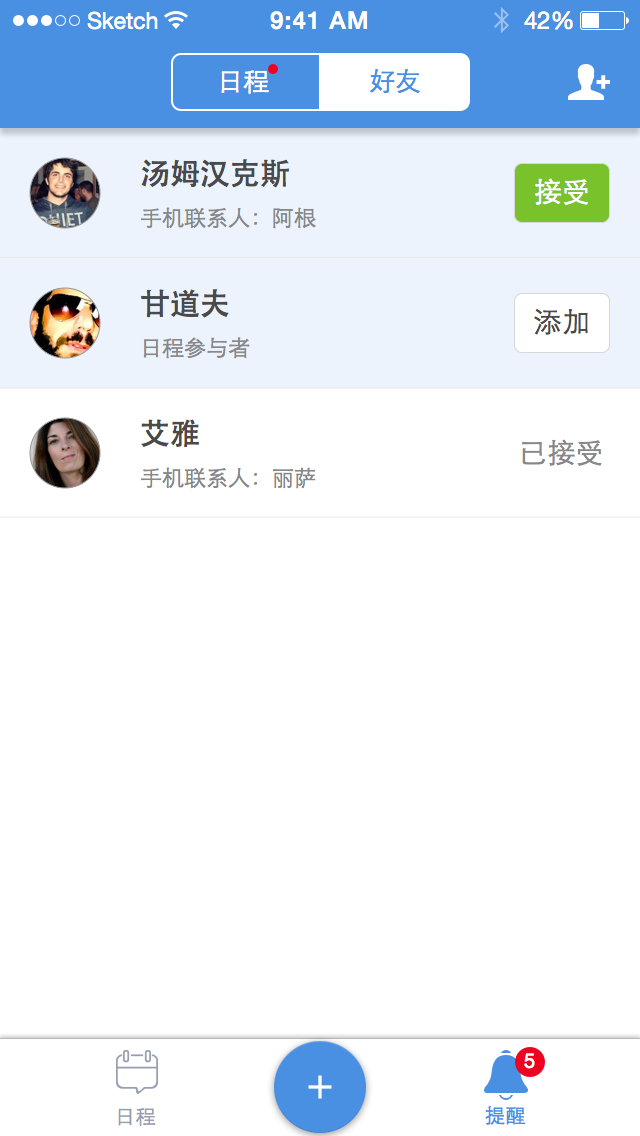 Sketch 9:41 AM 42%
日程 好友
汤姆汉克斯
手机联系人：阿根
接受
甘道夫
日程参与者
添加
艾雅
手机联系人：丽萨
已接受
5
日程 提醒